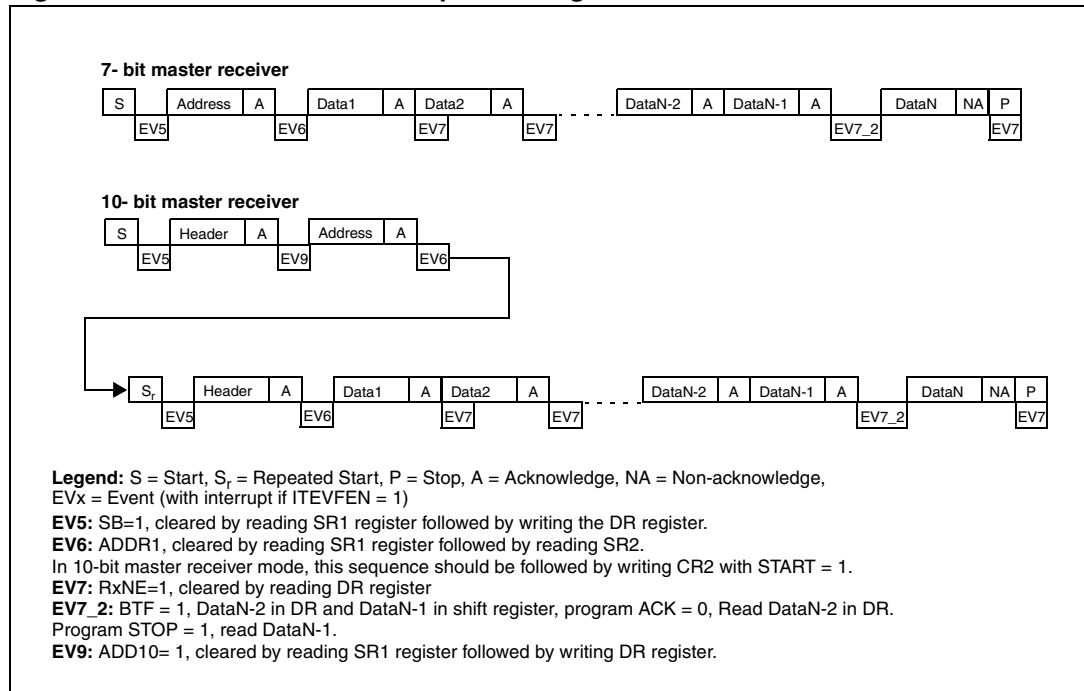 7- bit master receiver
S Address A Data1 A Data2 A DataN-2 A DataN-1 A DataN NA P
EV5 EV6 EV7 EV7 EV7_2 EV7
10- bit master receiver
S Header A Address A
EV5 EV9 EV6
Sr Header A Data1 A Data2 A DataN-2 A DataN-1 A DataN NA P
EV5 EV6 EV7 EV7 EV7_2 EV7
Legend: S = Start, Sr = Repeated Start, P = Stop, A = Acknowledge, NA = Non-acknowledge,
EVx = Event (with interrupt if ITEVFEN = 1)
EV5: SB=1, cleared by reading SR1 register followed by writing the DR register.
EV6: ADDR1, cleared by reading SR1 register followed by reading SR2.
In 10-bit master receiver mode, this sequence should be followed by writing CR2 with START = 1.
EV7: RxNE=1, cleared by reading DR register
EV7_2: BTF = 1, DataN-2 in DR and DataN-1 in shift register, program ACK = 0, Read DataN-2 in DR.
Program STOP = 1, read DataN-1.
EV9: ADD10= 1, cleared by reading SR1 register followed by writing DR register.